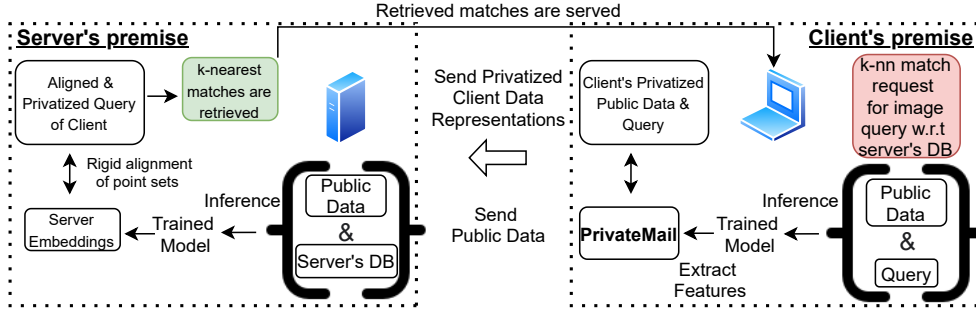 Retrieved matches are served
Server's premise
Aligned &
Privatized Query
of Client
k-nearest
matches are
retrieved
Rigid alignment
of point sets
Server
Embeddings
Trained
Model
Inference
Public
Data
&
Server's DB
Send Privatized
Client Data
Representations
Send
Public Data
Client's premise
Client's Privatized
Public Data &
Query
k-nn match
request
for image
query w.r.t
server's DB
PrivateMail
Extract
Features
Trained
Model
Inference
Public
Data
&
Query